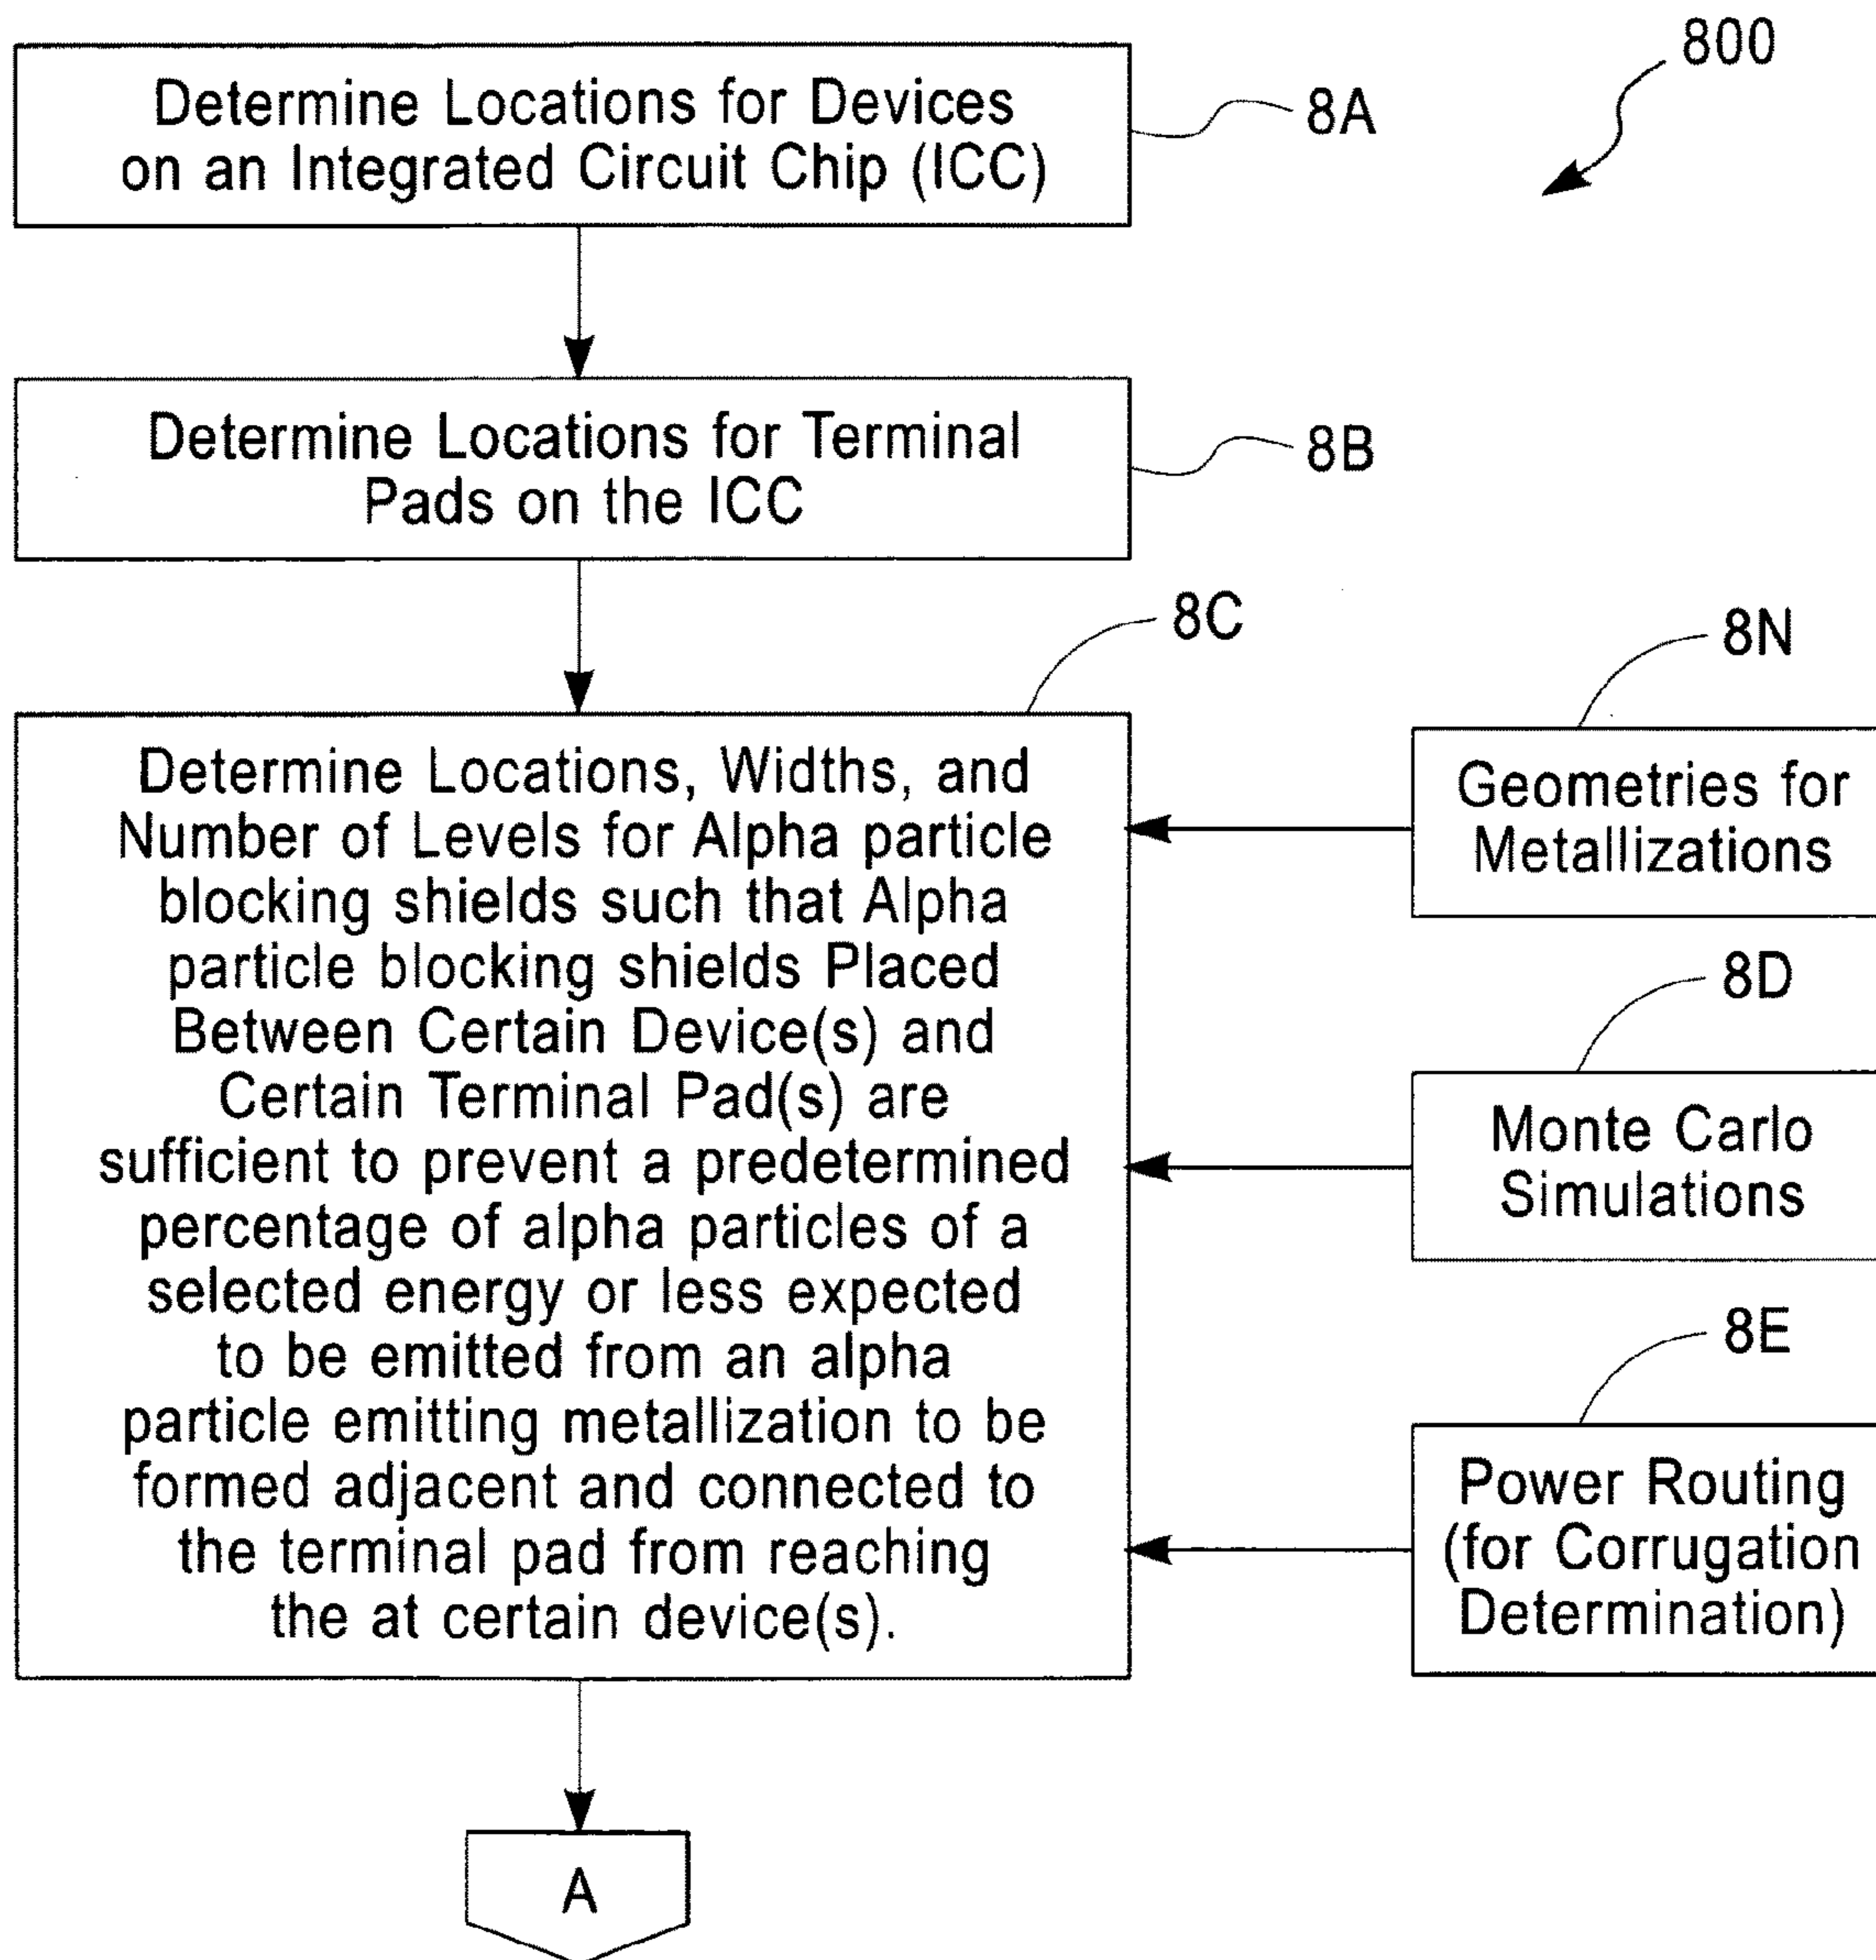 800
Determine Locations for Devices
on an Integrated Circuit Chip (ICC)
8A
Determine Locations for Terminal
Pads on the ICC
8B
8C
Determine Locations, Widths, and
Number of Levels for Alpha particle
blocking shields such that Alpha
particle blocking shields Placed
Between Certain Device(s) and
Certain Terminal Pad(s) are
sufficient to prevent a predetermined
percentage of alpha particles of a
selected energy or less expected
to be emitted from an alpha
particle emitting metallization to be
formed adjacent and connected to
the terminal pad from reaching
the at certain device(s).
8N
Geometries for
Metallizations
8D
Monte Carlo
Simulations
8E
Power Routing
(for Corrugation
Determination)
A